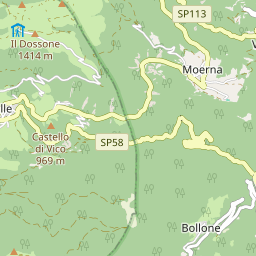 SP113
Il Dossone
1414 m
Moerna
lle
Castello
di Vico
969 m
SP58
Bollone